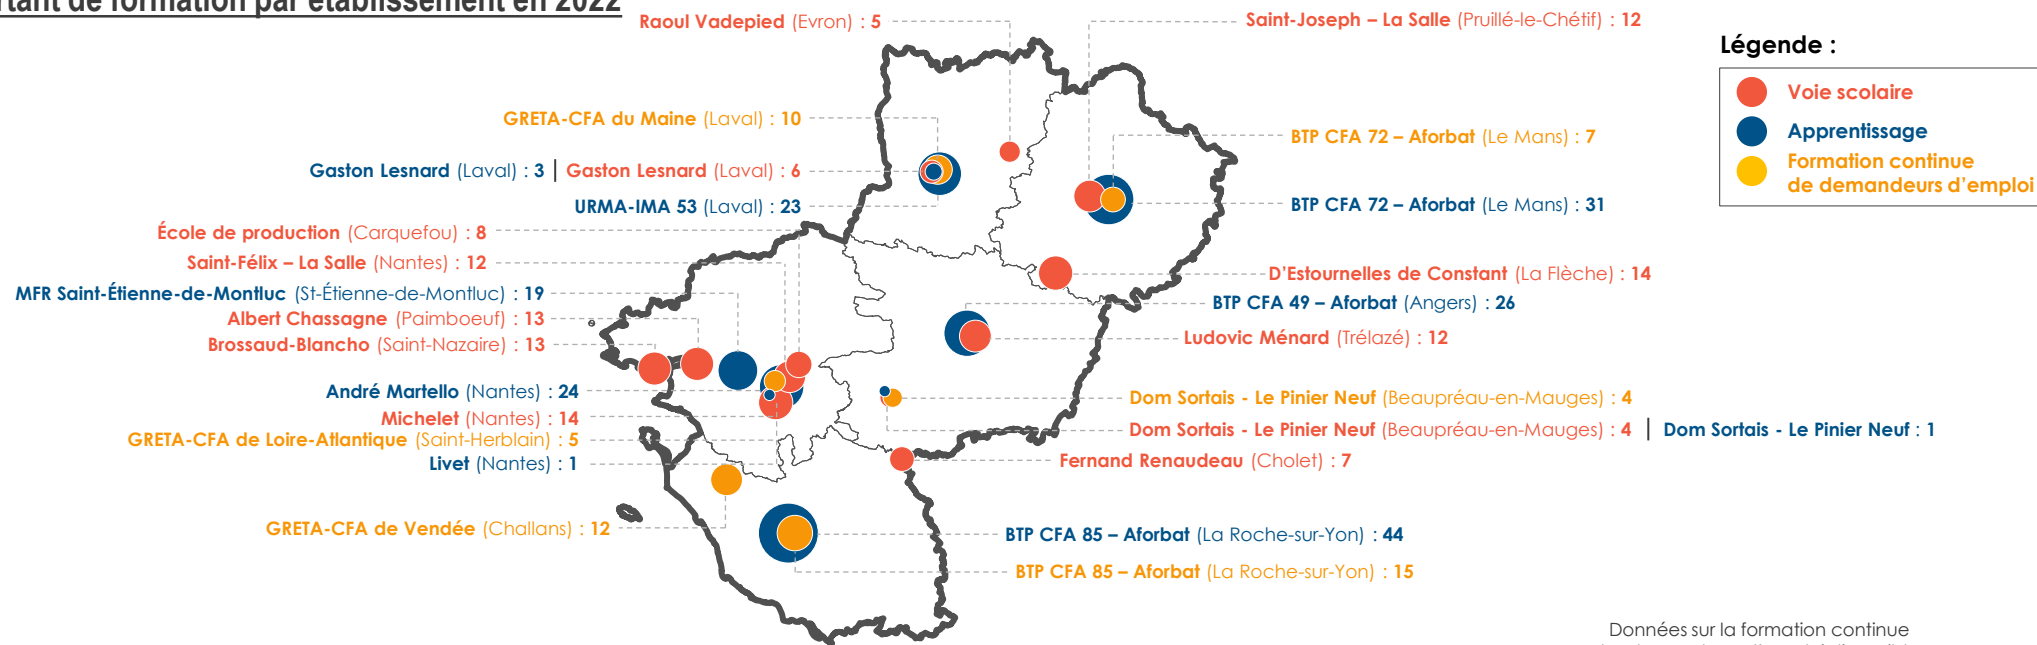 de formation par établissement en 2022
Raoul Vadepied (Evron) : 5
Saint-Joseph – La Salle (Pruillé-le-Chétif) : 12
Légende :
Voie scolaire
Apprentissage
Formation continue
de demandeurs d'emploi
GRETA-CFA du Maine (Laval) : 10
BTP CFA 72 – Aforbat (Le Mans) : 7
Gaston Lesnard (Laval) : 3 | Gaston Lesnard (Laval) : 6
URMA-IMA 53 (Laval) : 23
BTP CFA 72 – Aforbat (Le Mans) : 31
École de production (Carquefou) : 8
Saint-Félix – La Salle (Nantes) : 12
D'Estournelles de Constant (La Flèche) : 14
MFR Saint-Étienne-de-Montluc (St-Étienne-de-Montluc) : 19
BTP CFA 49 – Aforbat (Angers) : 26
Albert Chassagne (Paimboeuf) : 13
Ludovic Ménard (Trélazé) : 12
Brossaud-Blancho (Saint-Nazaire) : 13
André Martello (Nantes) : 24
Dom Sortais - Le Pinier Neuf (Beaupréau-en-Mauges) : 4
Michelet (Nantes) : 14
Dom Sortais - Le Pinier Neuf (Beaupréau-en-Mauges) : 4 | Dom Sortais - Le Pinier Neuf : 1
GRETA-CFA de Loire-Atlantique (Saint-Herblain) : 5
Livet (Nantes) : 1
Fernand Renaudeau (Cholet) : 7
GRETA-CFA de Vendée (Challans) : 12
BTP CFA 85 – Aforbat (La Roche-sur-Yon) : 44
BTP CFA 85 – Aforbat (La Roche-sur-Yon) : 15
Données sur la formation continue